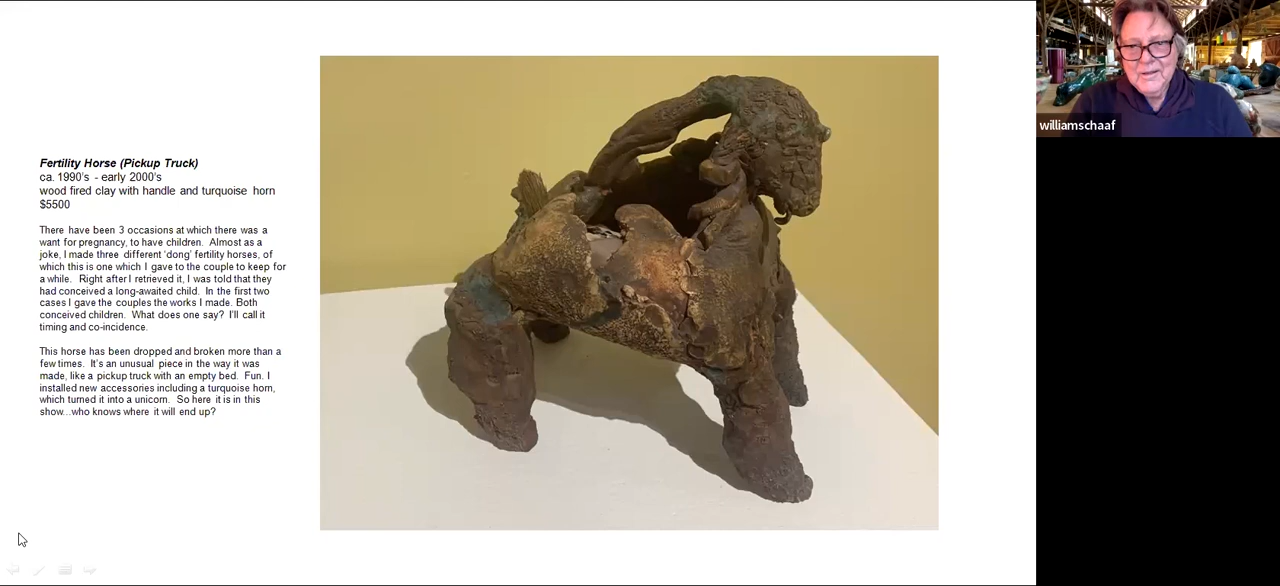 Fertility Horse (Pickup Truck)
ca. 1990's - early 2000's
wood fired clay with handle and turquoise horn
$5500
There have been 3 occasions at which there was a
want for pregnancy, to have children. Almost as a
joke, I made three different 'dong' fertility horses, of
which this is one which I gave to the couple to keep for
a while. Right after I retrieved it, I was told that they
had conceived a long-awaited child. In the first two
cases I gave the couples the works I made. Both
conceived children. What does one say? I'll call it
timing and co-incidence.
This horse has been dropped and broken more than a
few times. It's an unusual piece in the way it was
made, like a pickup truck with an empty bed. Fun. I
installed new accessories including a turquoise horn,
which turned it into a unicorn. So here it is in this
show...who knows where it will end up?
williamschaaf